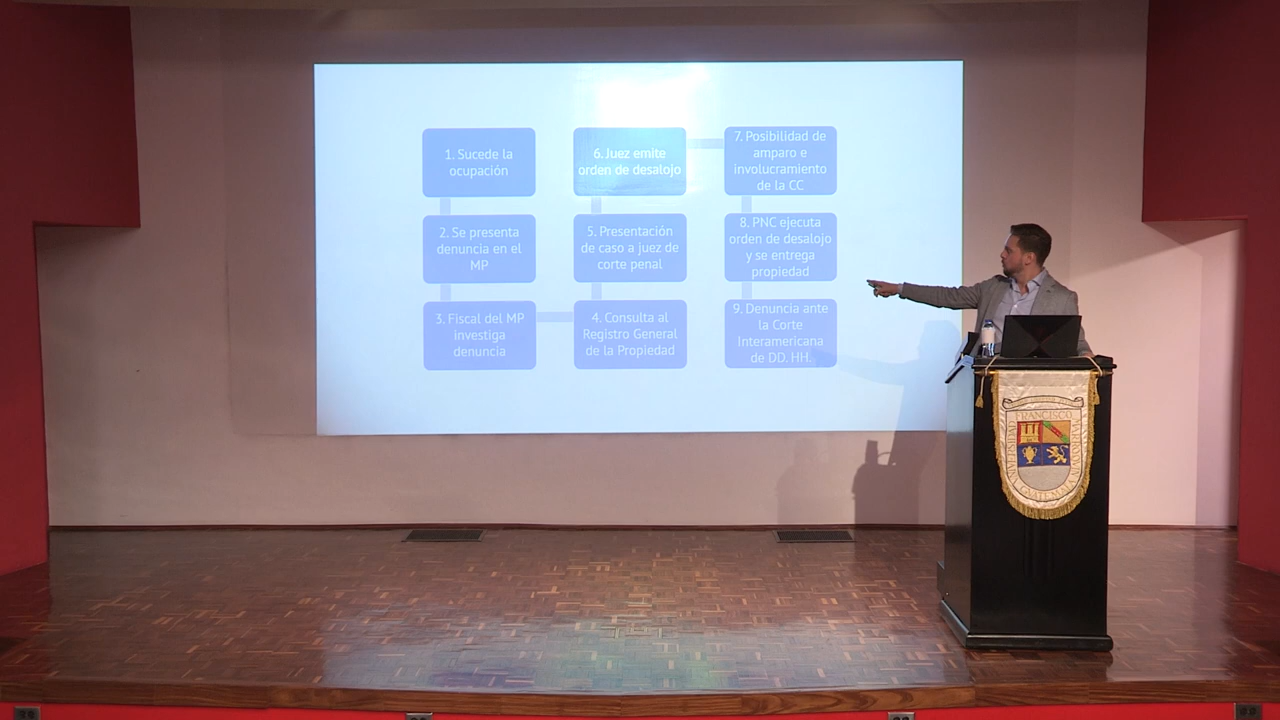 1. Sucede la
ocupación
2. Se presenta
denuncia en el
MP
3. Fiscal del MP
investiga
denuncia
4. Consulta al
Registro General
de la Propiedad
5. Presentación
de caso a juez de
corte penal
6. Juez emite
orden de desalojo
7. Posibilidad de
amparo e
involucramiento
de la CC
8. PNC ejecuta
orden de desalojo
y se entrega
propiedad
9. Denuncia ante
la Corte
Interamericana
de DD. HH.
FRANCISCO
GUATEMALA